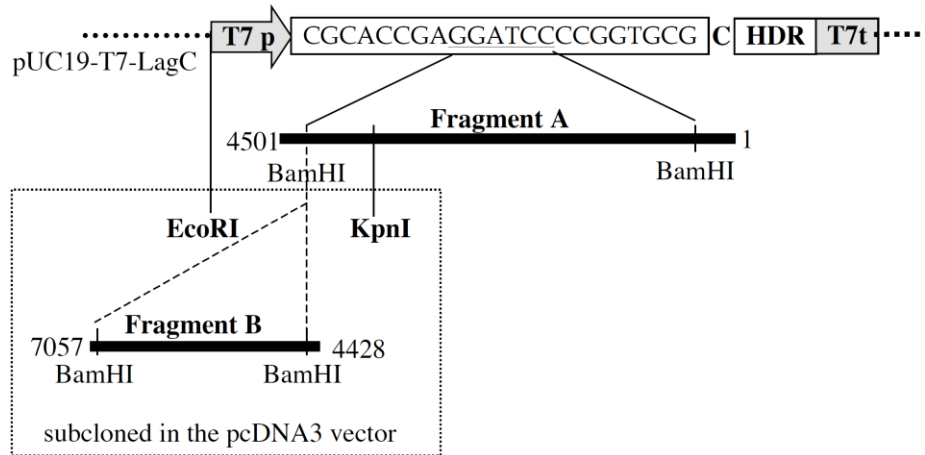 T7 p CGCACCGAGGATCCCCGGTGCG C HDR T7t
pUC19-T7-LagC
Fragment A
4501 1
BamHI BamHI
EcoRI KpnI
Fragment B
7057 4428
BamHI BamHI
subcloned in the pcDNA3 vector